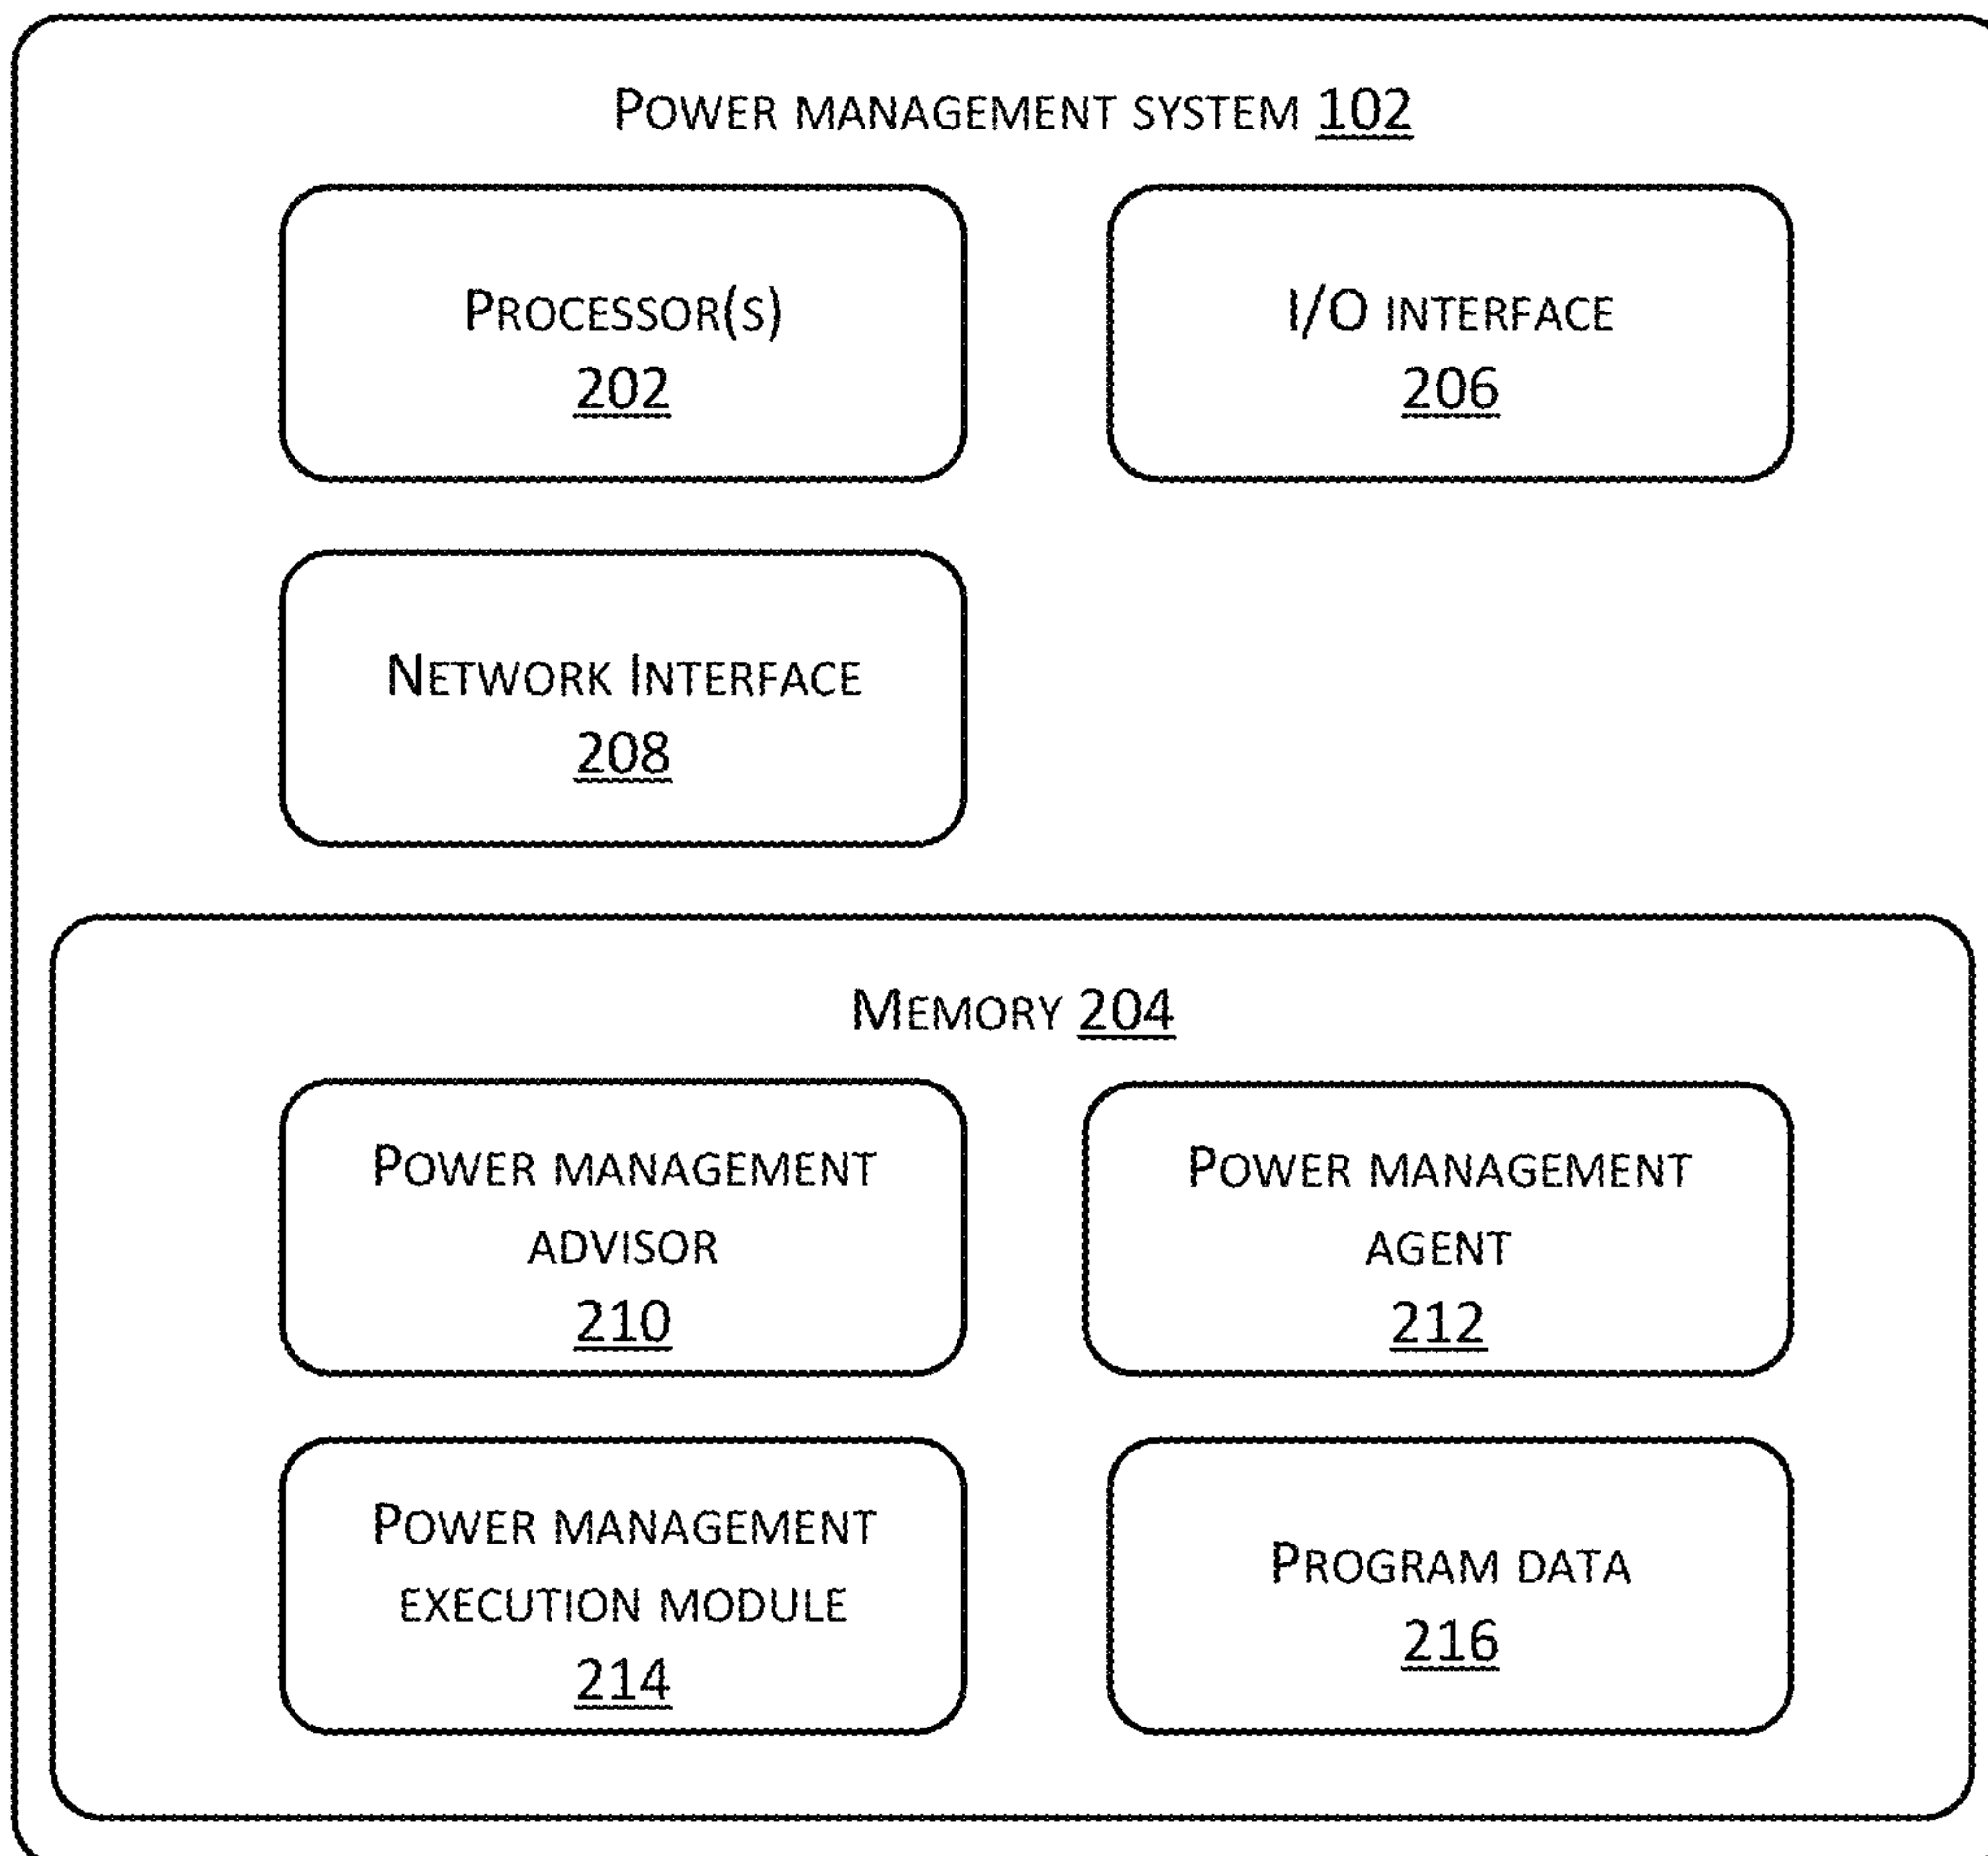 Power management system 102
Processor(s)
202
I/O interface
206
Network Interface
208
Memory 204
Power management
advisor
210
Power management
agent
212
Power management
execution module
214
Program data
216